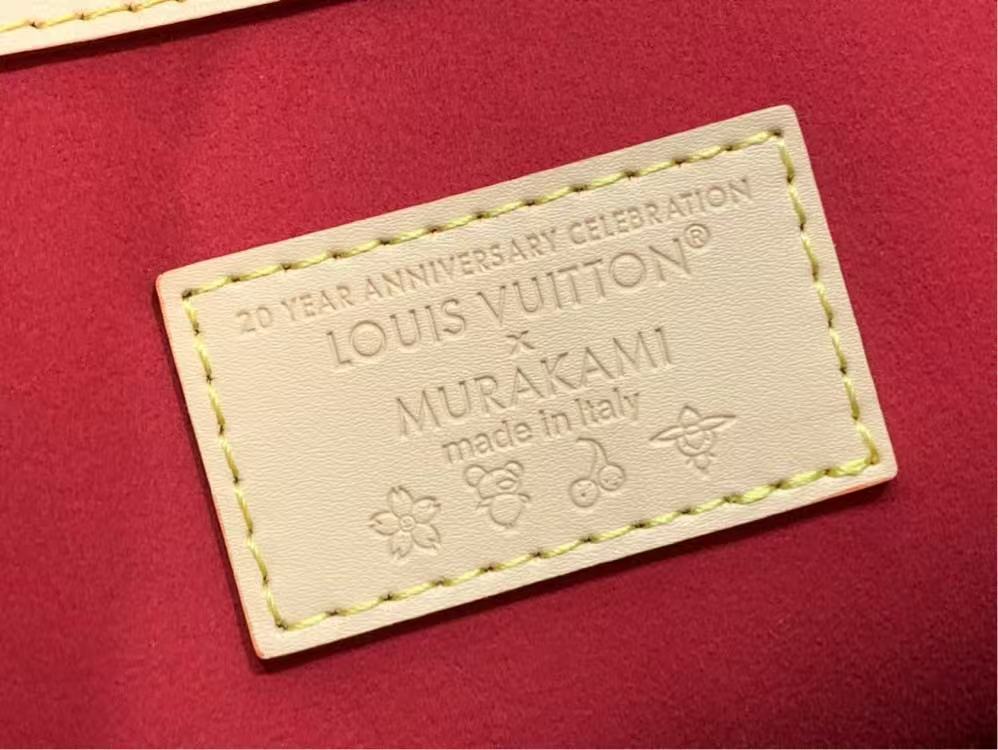 20 YEAR ANNIVERSARY CELEBRATION
LOUIS VUITTON®
x
MURAKAMI
made in Italy